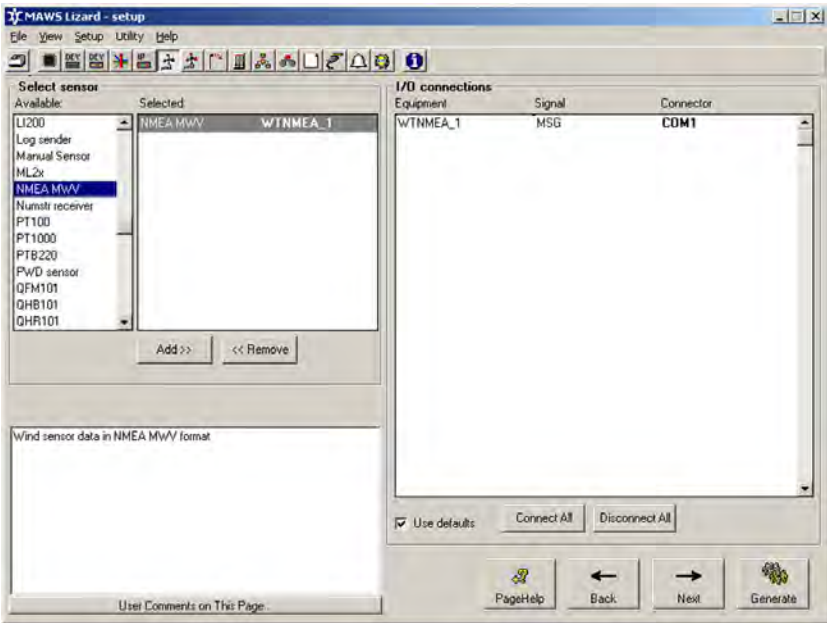 MAWS Lizard - setup
File View Setup Utility Help
DEV DEV
Select sensor
Available: Selected:
LI200
Log sender
Manual Sensor
ML2x
NMEA MWV
Numstr receiver
PT100
PT1000
PTB220
PWD sensor
QFM101
QHB101
QHR101
NMEA MWV WTNMEA_1
Add >> << Remove
Wind sensor data in NMEA MWV format
User Comments on This Page
I/O connections
Equipment Signal Connector
WTNMEA_1 MSG COM1
Use defaults Connect All Disconnect All
PageHelp Back Next Generate